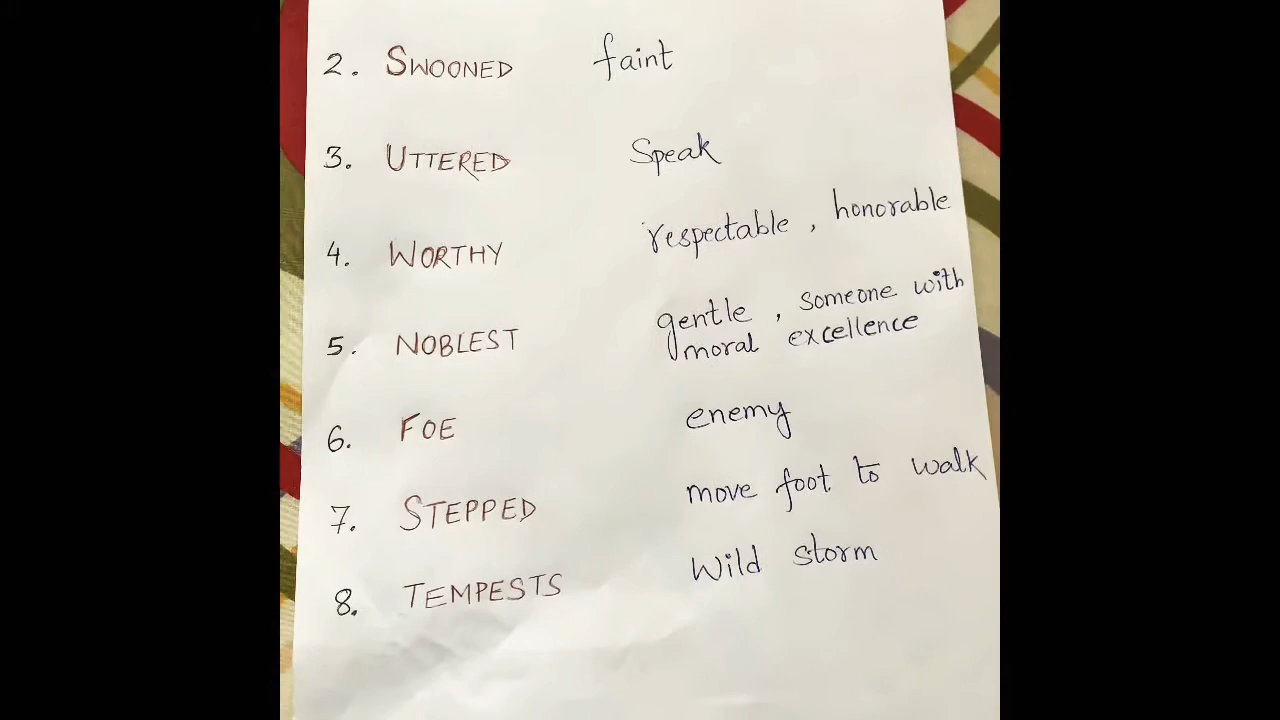 2. SWOONED faint
3. UTTERED Speak
4. WORTHY respectable, honorable
5. NOBLEST gentle, someone with
moral excellence
6. FOE enemy
7. STEPPED move foot to walk
8. TEMPESTS Wild storm